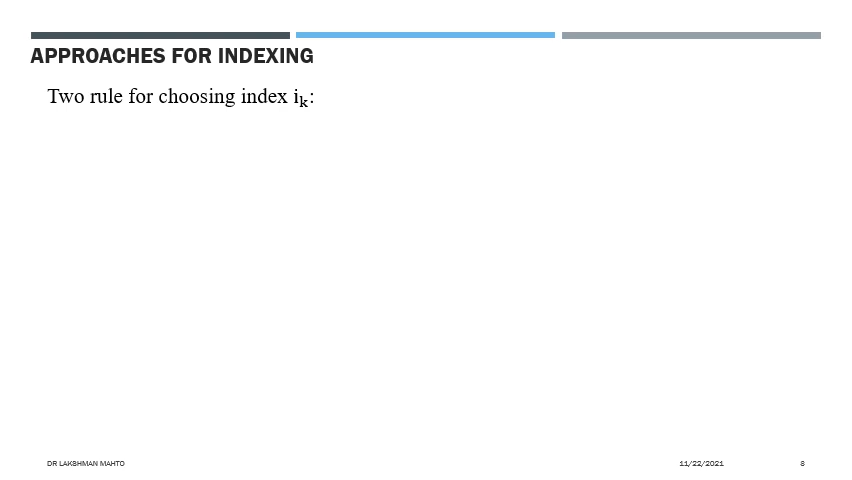 APPROACHES FOR INDEXING
Two rule for choosing index iₖ:
DR LAKSHMAN MAHTO 11/22/2021 8